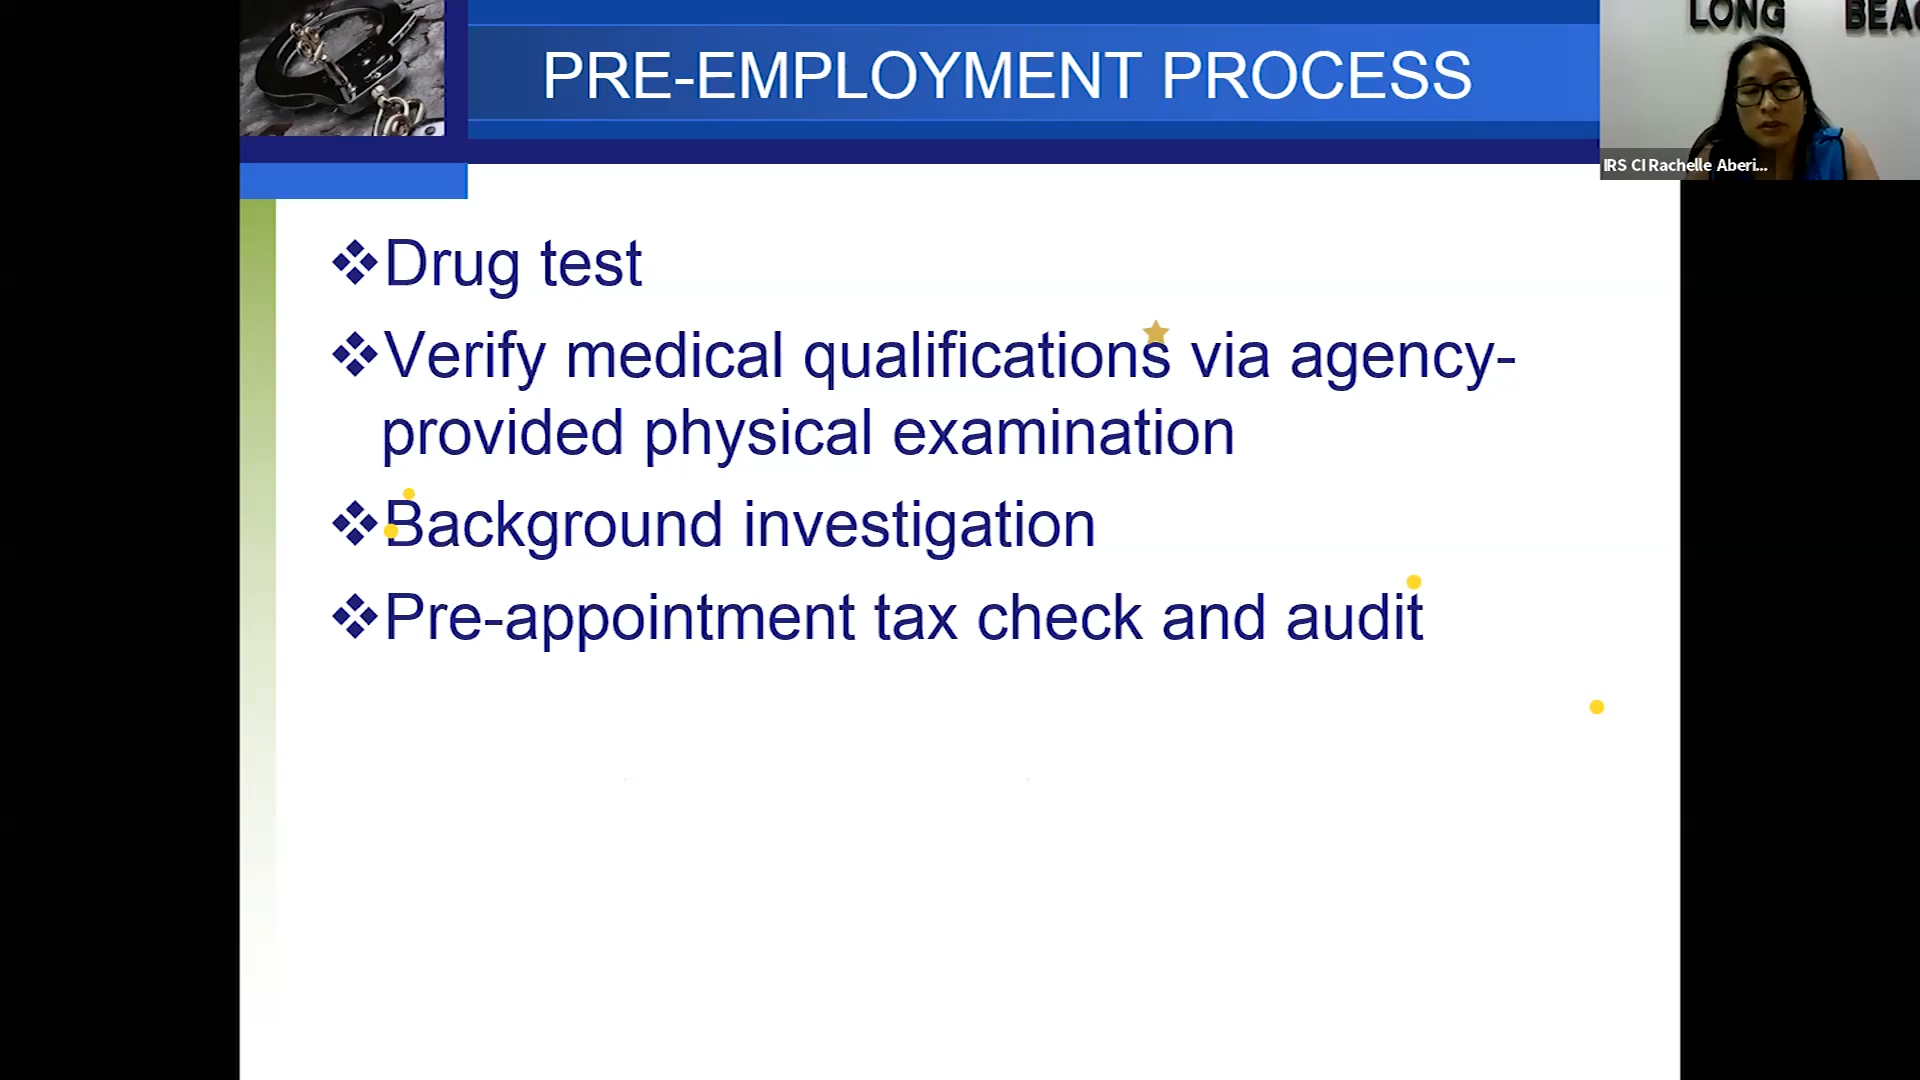 PRE-EMPLOYMENT PROCESS
LONG BEAC
IRS CI Rachelle Aberi...
❖Drug test
❖Verify medical qualifications via agency-
provided physical examination
❖Background investigation
❖Pre-appointment tax check and audit